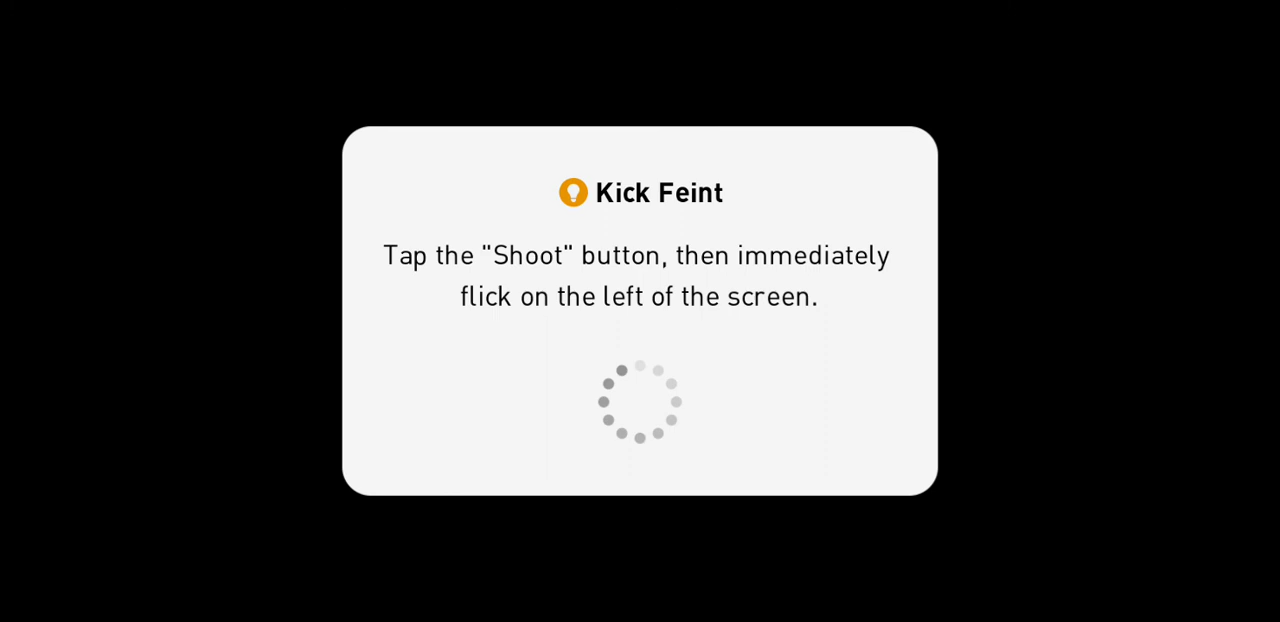 Kick Feint
Tap the "Shoot" button, then immediately
flick on the left of the screen.